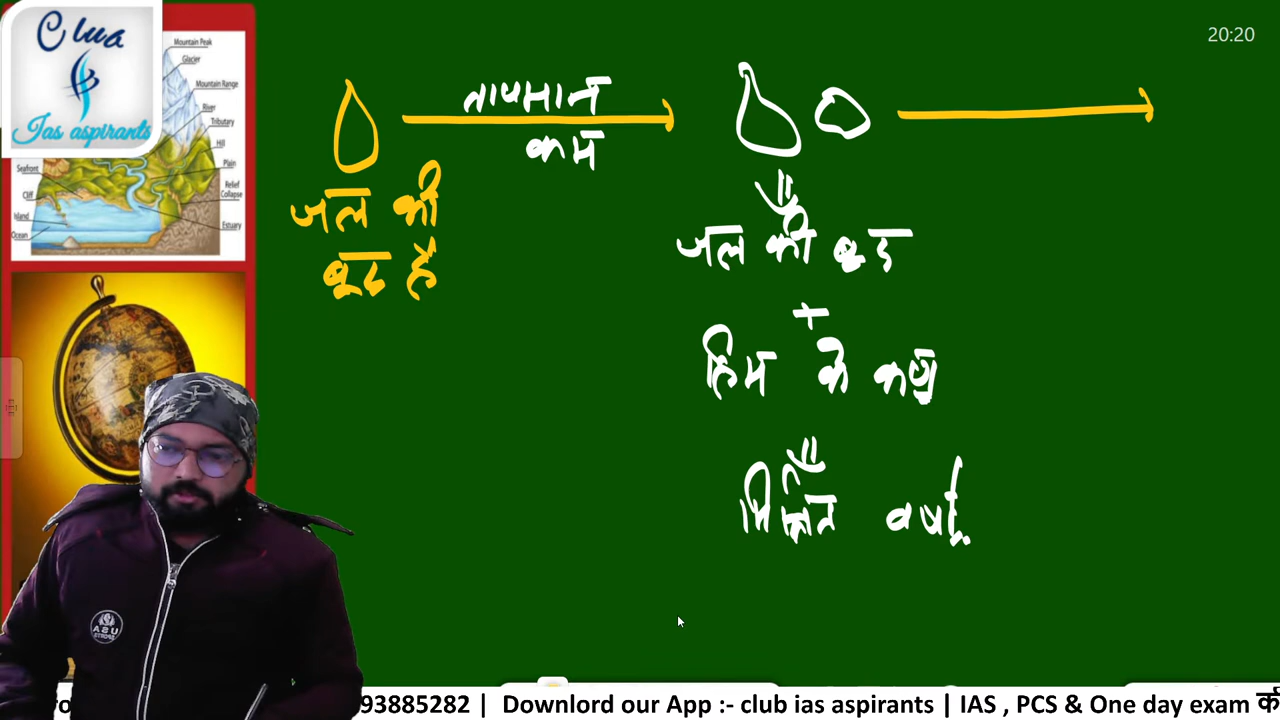 Clua
Ias aspirants
Mountain Peak
Glacier
Mountain Range
River
Tributary
Hill
Plain
Seafront
Relief
Collapse
Cliff
Island
Ocean
Estuary
20:20
तापमान
कम
जल की
बूंद है
जल की बूंद
+
हिम के कण
वर्षा
USA
SPORTS
93885282 | Downlord our App :- club ias aspirants | IAS , PCS & One day exam की